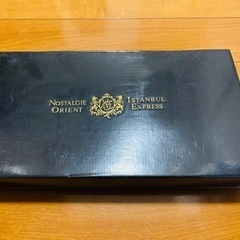 NOSTALGIE ISTANBUL
ORIENT EXPRESS